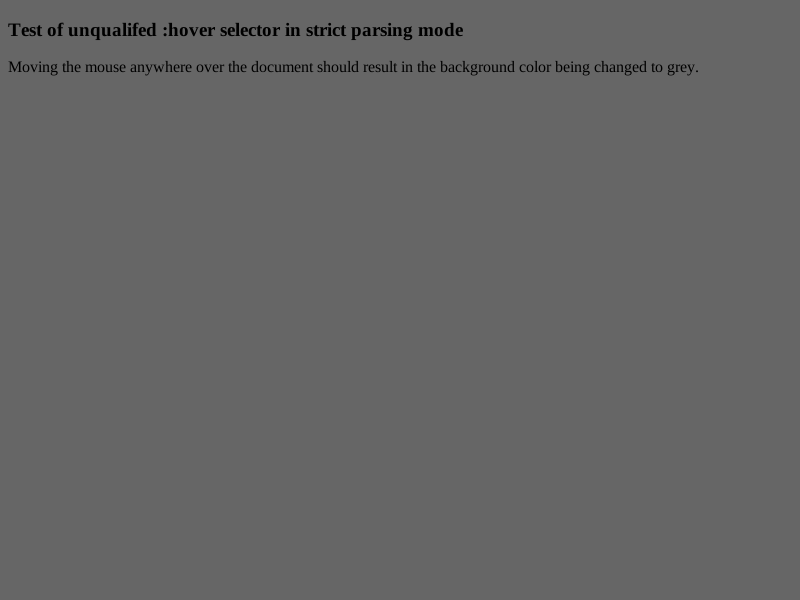 Test of unqualifed :hover selector in strict parsing mode
Moving the mouse anywhere over the document should result in the background color being changed to grey.